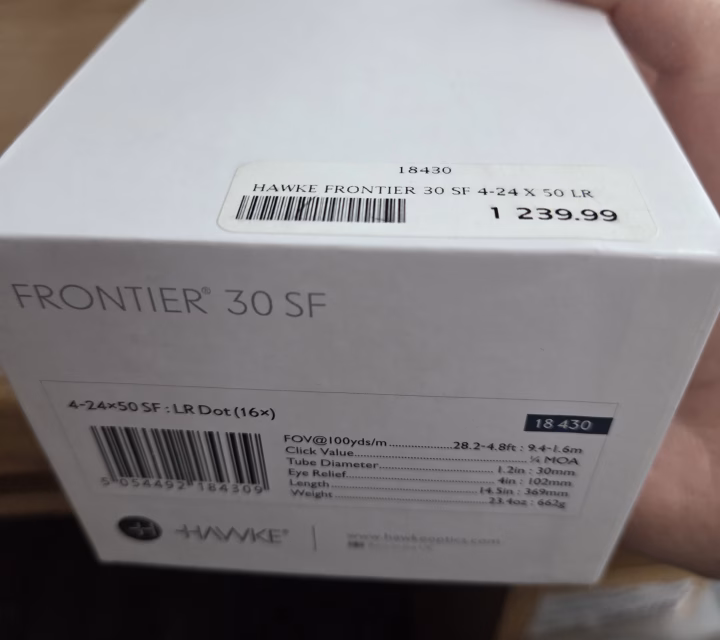 18430
HAWKE FRONTIER 30 SF 4-24 X 50 LR
1 239.99
FRONTIER® 30 SF
4-24×50 SF : LR Dot (16×)
18 430
5 054492 184309
FOV@100yds/m 28.2-4.8ft : 9.4-1.6m
Click Value ¼ MOA
Tube Diameter 1.2in : 30mm
Eye Relief 4in : 102mm
Length 14.5in : 369mm
Weight 23.4oz : 662g
HAWKE®
www.hawkeoptics.com